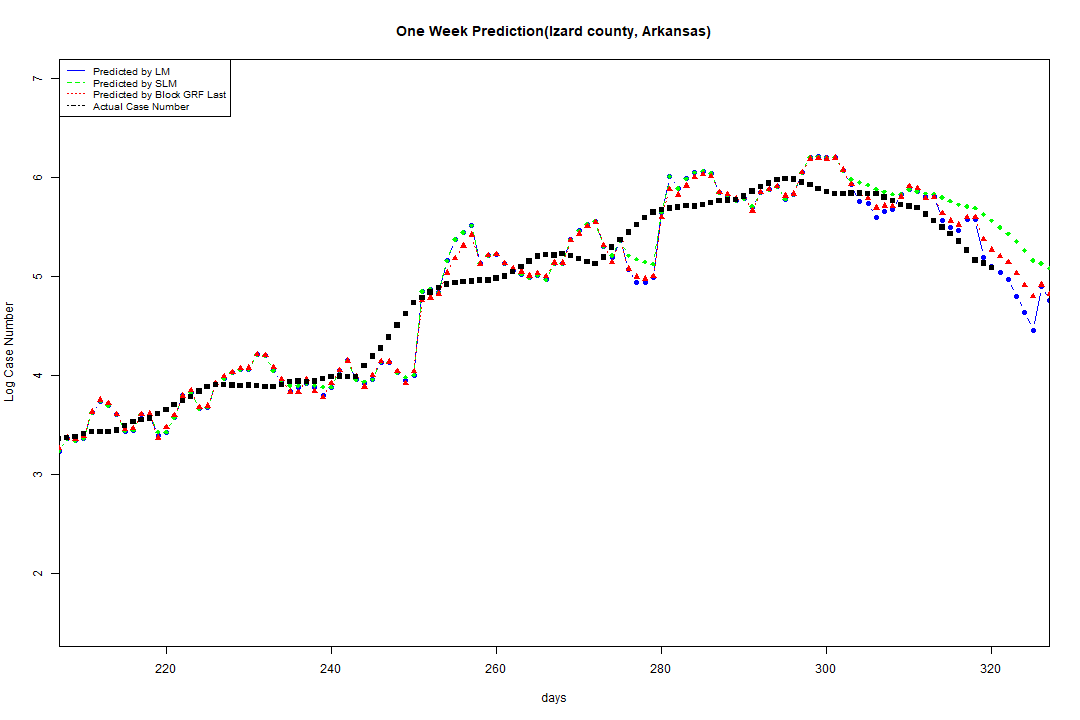 One Week Prediction(Izard county, Arkansas)
Predicted by LM
Predicted by SLM
Predicted by Block GRF Last
Actual Case Number
7
6
5
4
3
2
Log Case Number
220 240 260 280 300 320
days